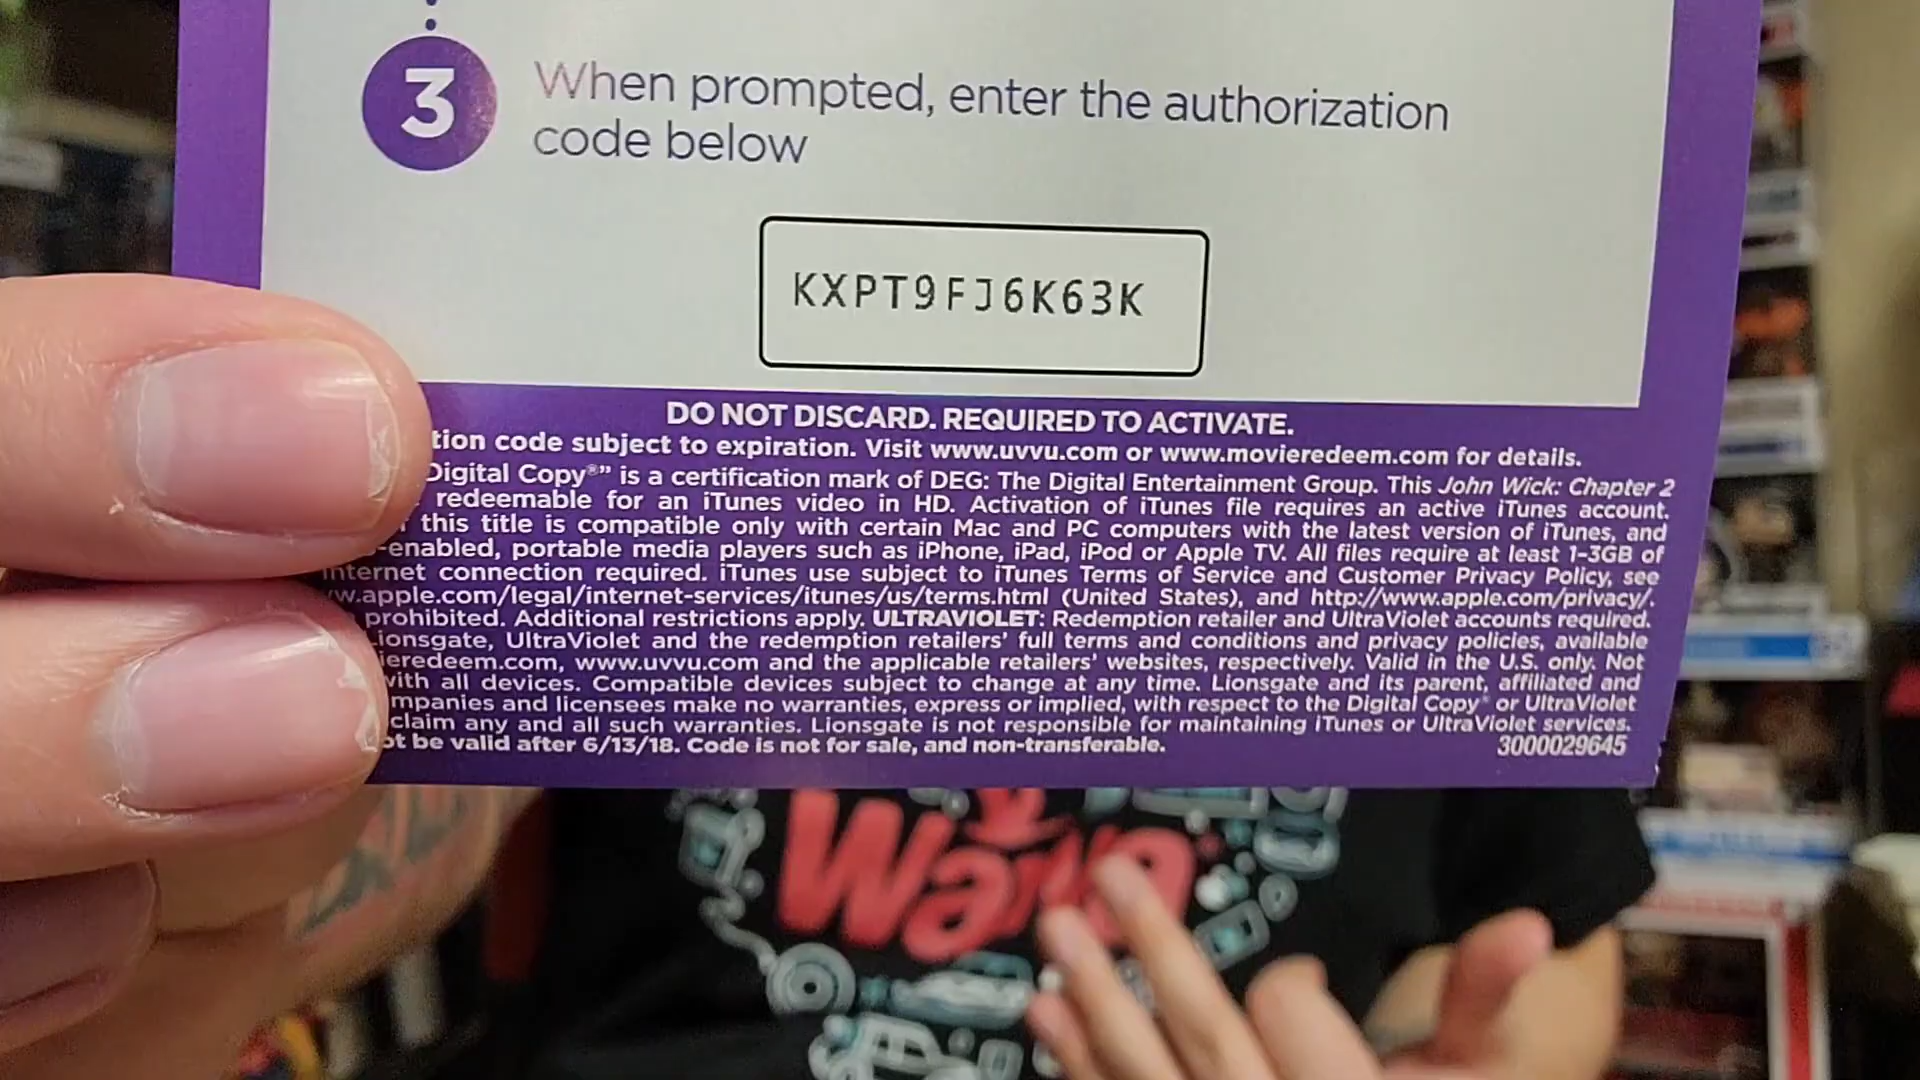 3 When prompted, enter the authorization
code below
KXPT9FJ6K63K
DO NOT DISCARD. REQUIRED TO ACTIVATE.
tion code subject to expiration. Visit www.uvvu.com or www.movieredeem.com for details.
Digital Copy®” is a certification mark of DEG: The Digital Entertainment Group. This John Wick: Chapter 2
redeemable for an iTunes video in HD. Activation of iTunes file requires an active iTunes account.
this title is compatible only with certain Mac and PC computers with the latest version of iTunes, and
-enabled, portable media players such as iPhone, iPad, iPod or Apple TV. All files require at least 1-3GB of
internet connection required. iTunes use subject to iTunes Terms of Service and Customer Privacy Policy, see
w.apple.com/legal/internet-services/itunes/us/terms.html (United States), and http://www.apple.com/privacy/.
prohibited. Additional restrictions apply. ULTRAVIOLET: Redemption retailer and UltraViolet accounts required.
Lionsgate, UltraViolet and the redemption retailers’ full terms and conditions and privacy policies, available
ieredeem.com, www.uvvu.com and the applicable retailers’ websites, respectively. Valid in the U.S. only. Not
with all devices. Compatible devices subject to change at any time. Lionsgate and its parent, affiliated and
mpanies and licensees make no warranties, express or implied, with respect to the Digital Copy® or UltraViolet
claim any and all such warranties. Lionsgate is not responsible for maintaining iTunes or UltraViolet services.
ot be valid after 6/13/18. Code is not for sale, and non-transferable.
3000029645